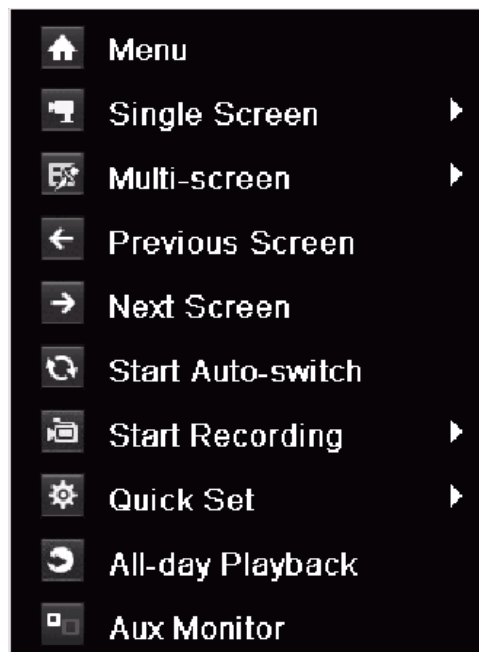 Menu
Single Screen
Multi-screen
Previous Screen
Next Screen
Start Auto-switch
Start Recording
Quick Set
All-day Playback
Aux Monitor